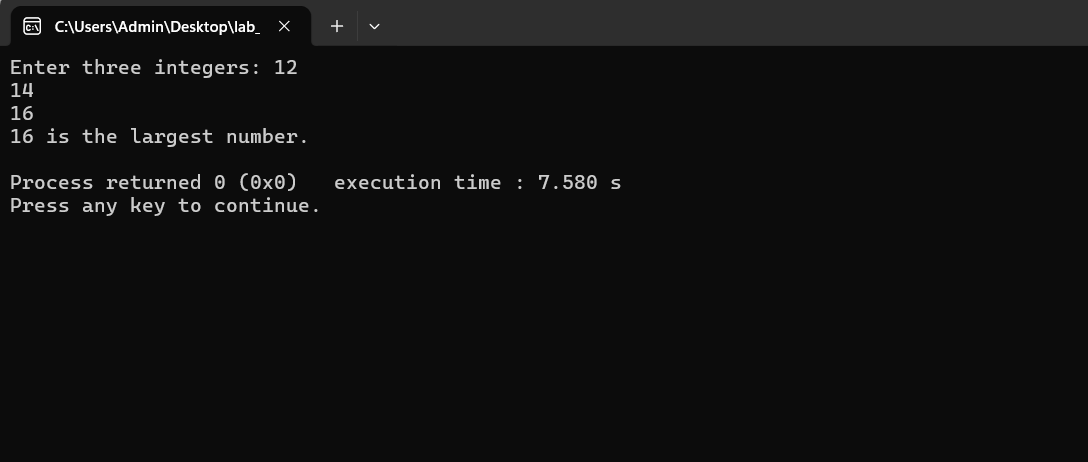 C:\Users\Admin\Desktop\lab_
Enter three integers: 12
14
16
16 is the largest number.
Process returned 0 (0x0)   execution time : 7.580 s
Press any key to continue.